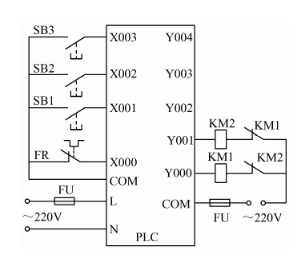 SB3 X003 Y004
SB2 X002 Y003
SB1 X001 Y002
KM2 KM1
Y001
FR X000 KM1 KM2
Y000
COM
FU L COM
~220V FU ~220V
N PLC